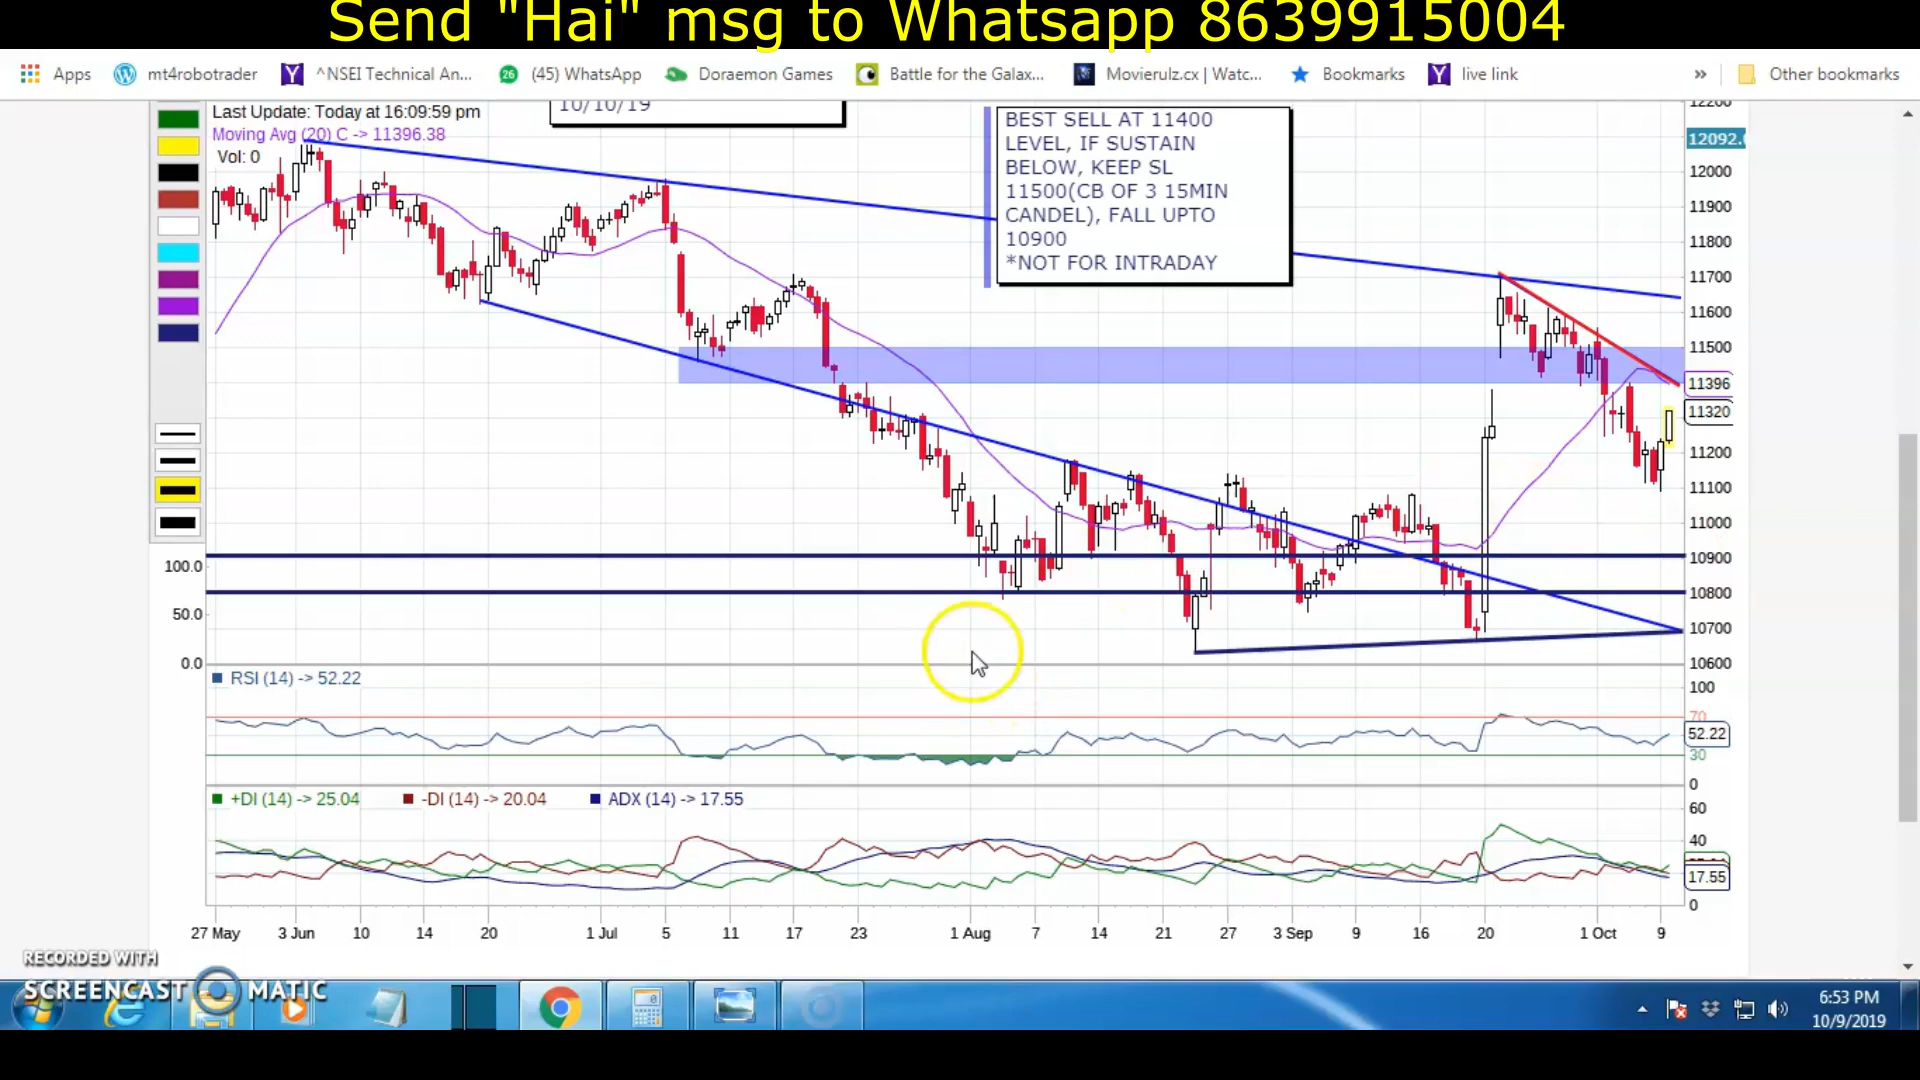 Send "Hai" msg to Whatsapp 8639915004
Apps
mt4robotrader
^NSEI Technical An...
26
(45) WhatsApp
Doraemon Games
Battle for the Galax...
Movierulz.cx | Watc...
Bookmarks
live link
»
Other bookmarks
Last Update: Today at 16:09:59 pm
Moving Avg (20) C -> 11396.38
Vol: 0
10/10/19
BEST SELL AT 11400
LEVEL, IF SUSTAIN
BELOW, KEEP SL
11500(CB OF 3 15MIN
CANDEL), FALL UPTO
10900
*NOT FOR INTRADAY
12200
12092.
12000
11900
11800
11700
11600
11500
11396
11320
11200
11100
11000
10900
10800
10700
10600
100.0
50.0
0.0
RSI (14) -> 52.22
100
70
52.22
30
0
+DI (14) -> 25.04
-DI (14) -> 20.04
ADX (14) -> 17.55
60
40
17.55
0
27 May
3 Jun
10
14
20
1 Jul
5
11
17
23
1 Aug
7
14
21
27
3 Sep
9
16
20
1 Oct
9
RECORDED WITH
SCREENCAST MATIC
6:53 PM
10/9/2019